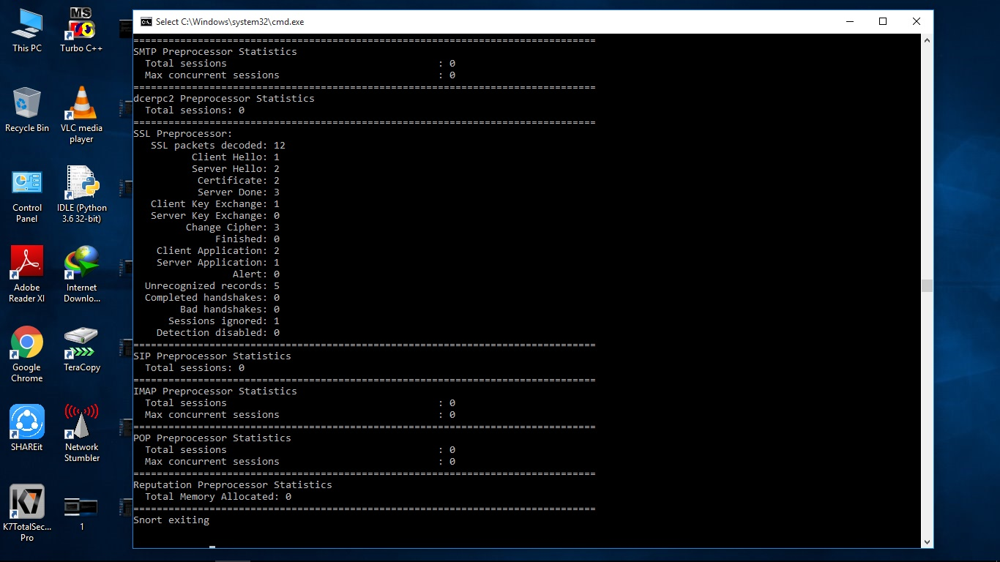 This PC
Turbo C++
Recycle Bin
VLC media
player
Control
Panel
IDLE (Python
3.6 32-bit)
Adobe
Reader XI
Internet
Downlo...
Google
Chrome
TeraCopy
SHAREit
Network
Stumbler
K7TotalSec...
Pro
1
Select C:\Windows\system32\cmd.exe
===============================================================================
SMTP Preprocessor Statistics
Total sessions : 0
Max concurrent sessions : 0
===============================================================================
dcerpc2 Preprocessor Statistics
Total sessions: 0
===============================================================================
SSL Preprocessor:
SSL packets decoded: 12
Client Hello: 1
Server Hello: 2
Certificate: 2
Server Done: 3
Client Key Exchange: 1
Server Key Exchange: 0
Change Cipher: 3
Finished: 0
Client Application: 2
Server Application: 1
Alert: 0
Unrecognized records: 5
Completed handshakes: 0
Bad handshakes: 0
Sessions ignored: 1
Detection disabled: 0
===============================================================================
SIP Preprocessor Statistics
Total sessions: 0
===============================================================================
IMAP Preprocessor Statistics
Total sessions : 0
Max concurrent sessions : 0
===============================================================================
POP Preprocessor Statistics
Total sessions : 0
Max concurrent sessions : 0
===============================================================================
Reputation Preprocessor Statistics
Total Memory Allocated: 0
===============================================================================
Snort exiting